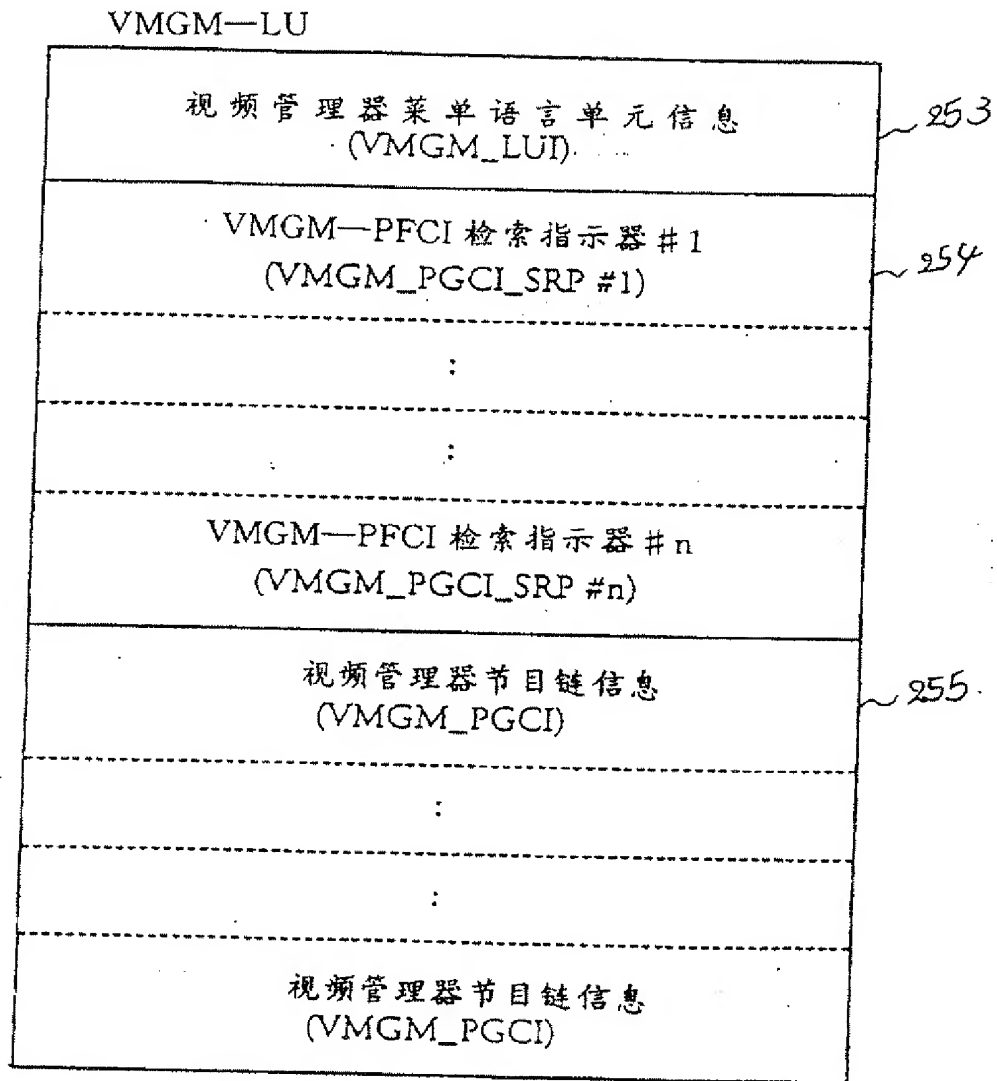 VMGM—LU
视频管理器菜单语言单元信息
(VMGM_LUI)
253
VMGM—PFCI 检索指示器#1
(VMGM_PGCI_SRP #1)
254
:
:
VMGM—PFCI 检索指示器#n
(VMGM_PGCI_SRP #n)
视频管理器节目链信息
(VMGM_PGCI)
255
:
:
视频管理器节目链信息
(VMGM_PGCI)